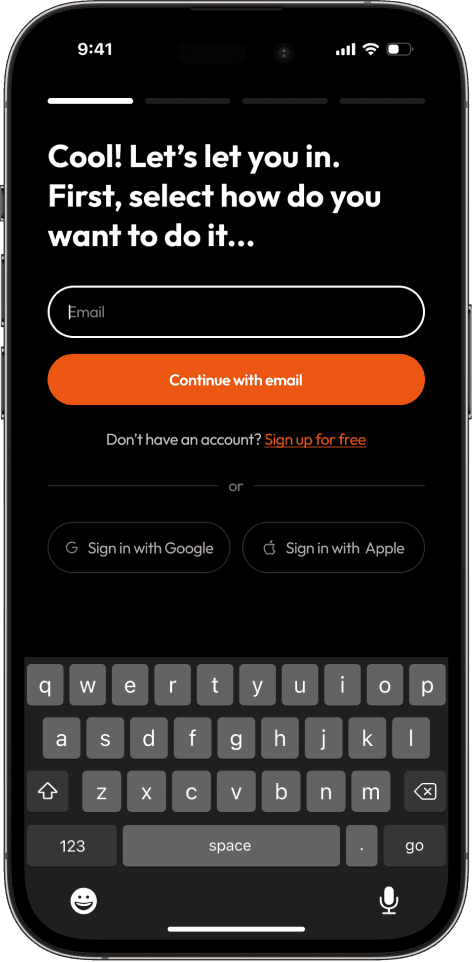 9:41
Cool! Let’s let you in.
First, select how do you
want to do it...
Email
Continue with email
Don’t have an account? Sign up for free
or
Sign in with Google
Sign in with Apple
q w e r t y u i o p
a s d f g h j k l
z x c v b n m
123 space . go